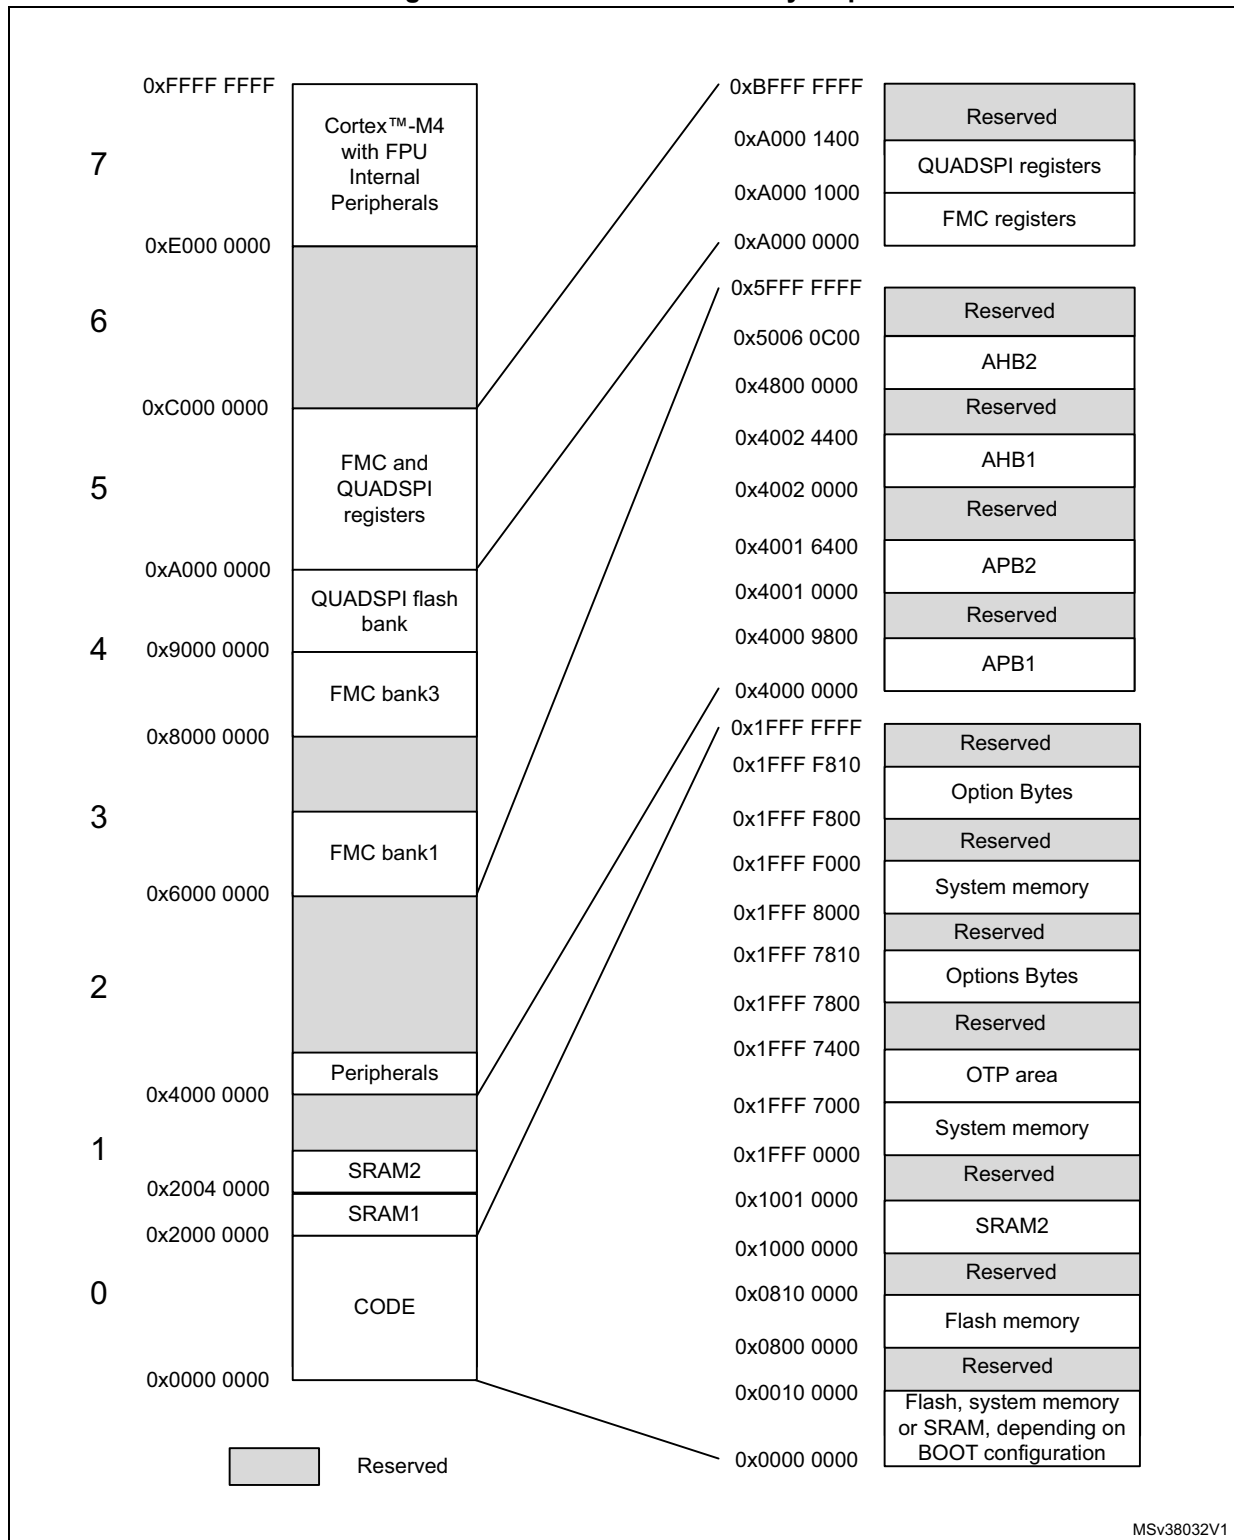 0xFFFF FFFF
7
Cortex™-M4
with FPU
Internal
Peripherals
0xE000 0000
6
0xC000 0000
5
FMC and
QUADSPI
registers
0xA000 0000
QUADSPI flash
bank
4
0x9000 0000
FMC bank3
0x8000 0000
3
FMC bank1
0x6000 0000
2
Peripherals
0x4000 0000
1
SRAM2
0x2004 0000
SRAM1
0x2000 0000
0
CODE
0x0000 0000
Reserved
0xBFFF FFFF
Reserved
0xA000 1400
QUADSPI registers
0xA000 1000
FMC registers
0xA000 0000
0x5FFF FFFF
Reserved
0x5006 0C00
AHB2
0x4800 0000
Reserved
0x4002 4400
AHB1
0x4002 0000
Reserved
0x4001 6400
APB2
0x4001 0000
Reserved
0x4000 9800
APB1
0x4000 0000
0x1FFF FFFF
Reserved
0x1FFF F810
Option Bytes
0x1FFF F800
Reserved
0x1FFF F000
System memory
0x1FFF 8000
Reserved
0x1FFF 7810
Options Bytes
0x1FFF 7800
Reserved
0x1FFF 7400
OTP area
0x1FFF 7000
System memory
0x1FFF 0000
Reserved
0x1001 0000
SRAM2
0x1000 0000
Reserved
0x0810 0000
Flash memory
0x0800 0000
Reserved
0x0010 0000
Flash, system memory
or SRAM, depending on
BOOT configuration
0x0000 0000
MSv38032V1